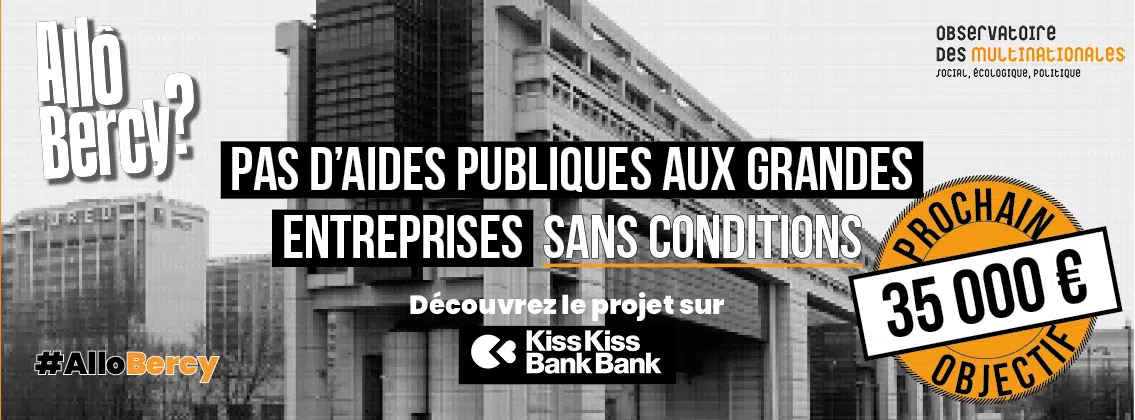 Allô
Bercy?
Observatoire
des multinationales
social, écologique, politique
PAS D'AIDES PUBLIQUES AUX GRANDES
ENTREPRISES SANS CONDITIONS
PROCHAIN
35 000 €
OBJECTIF
Découvrez le projet sur
KissKiss
BankBank
#AlloBercy